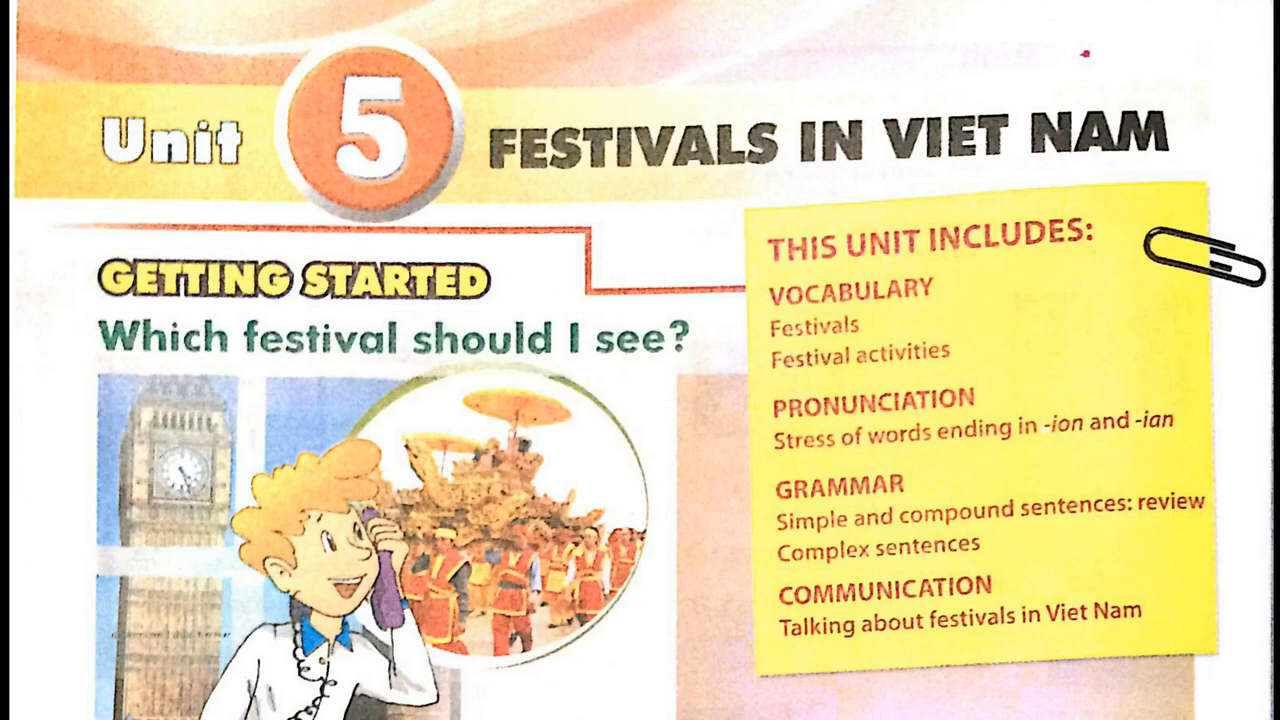 Unit 5 FESTIVALS IN VIET NAM
GETTING STARTED
Which festival should I see?
THIS UNIT INCLUDES:
VOCABULARY
Festivals
Festival activities
PRONUNCIATION
Stress of words ending in -ion and -ian
GRAMMAR
Simple and compound sentences: review
Complex sentences
COMMUNICATION
Talking about festivals in Viet Nam